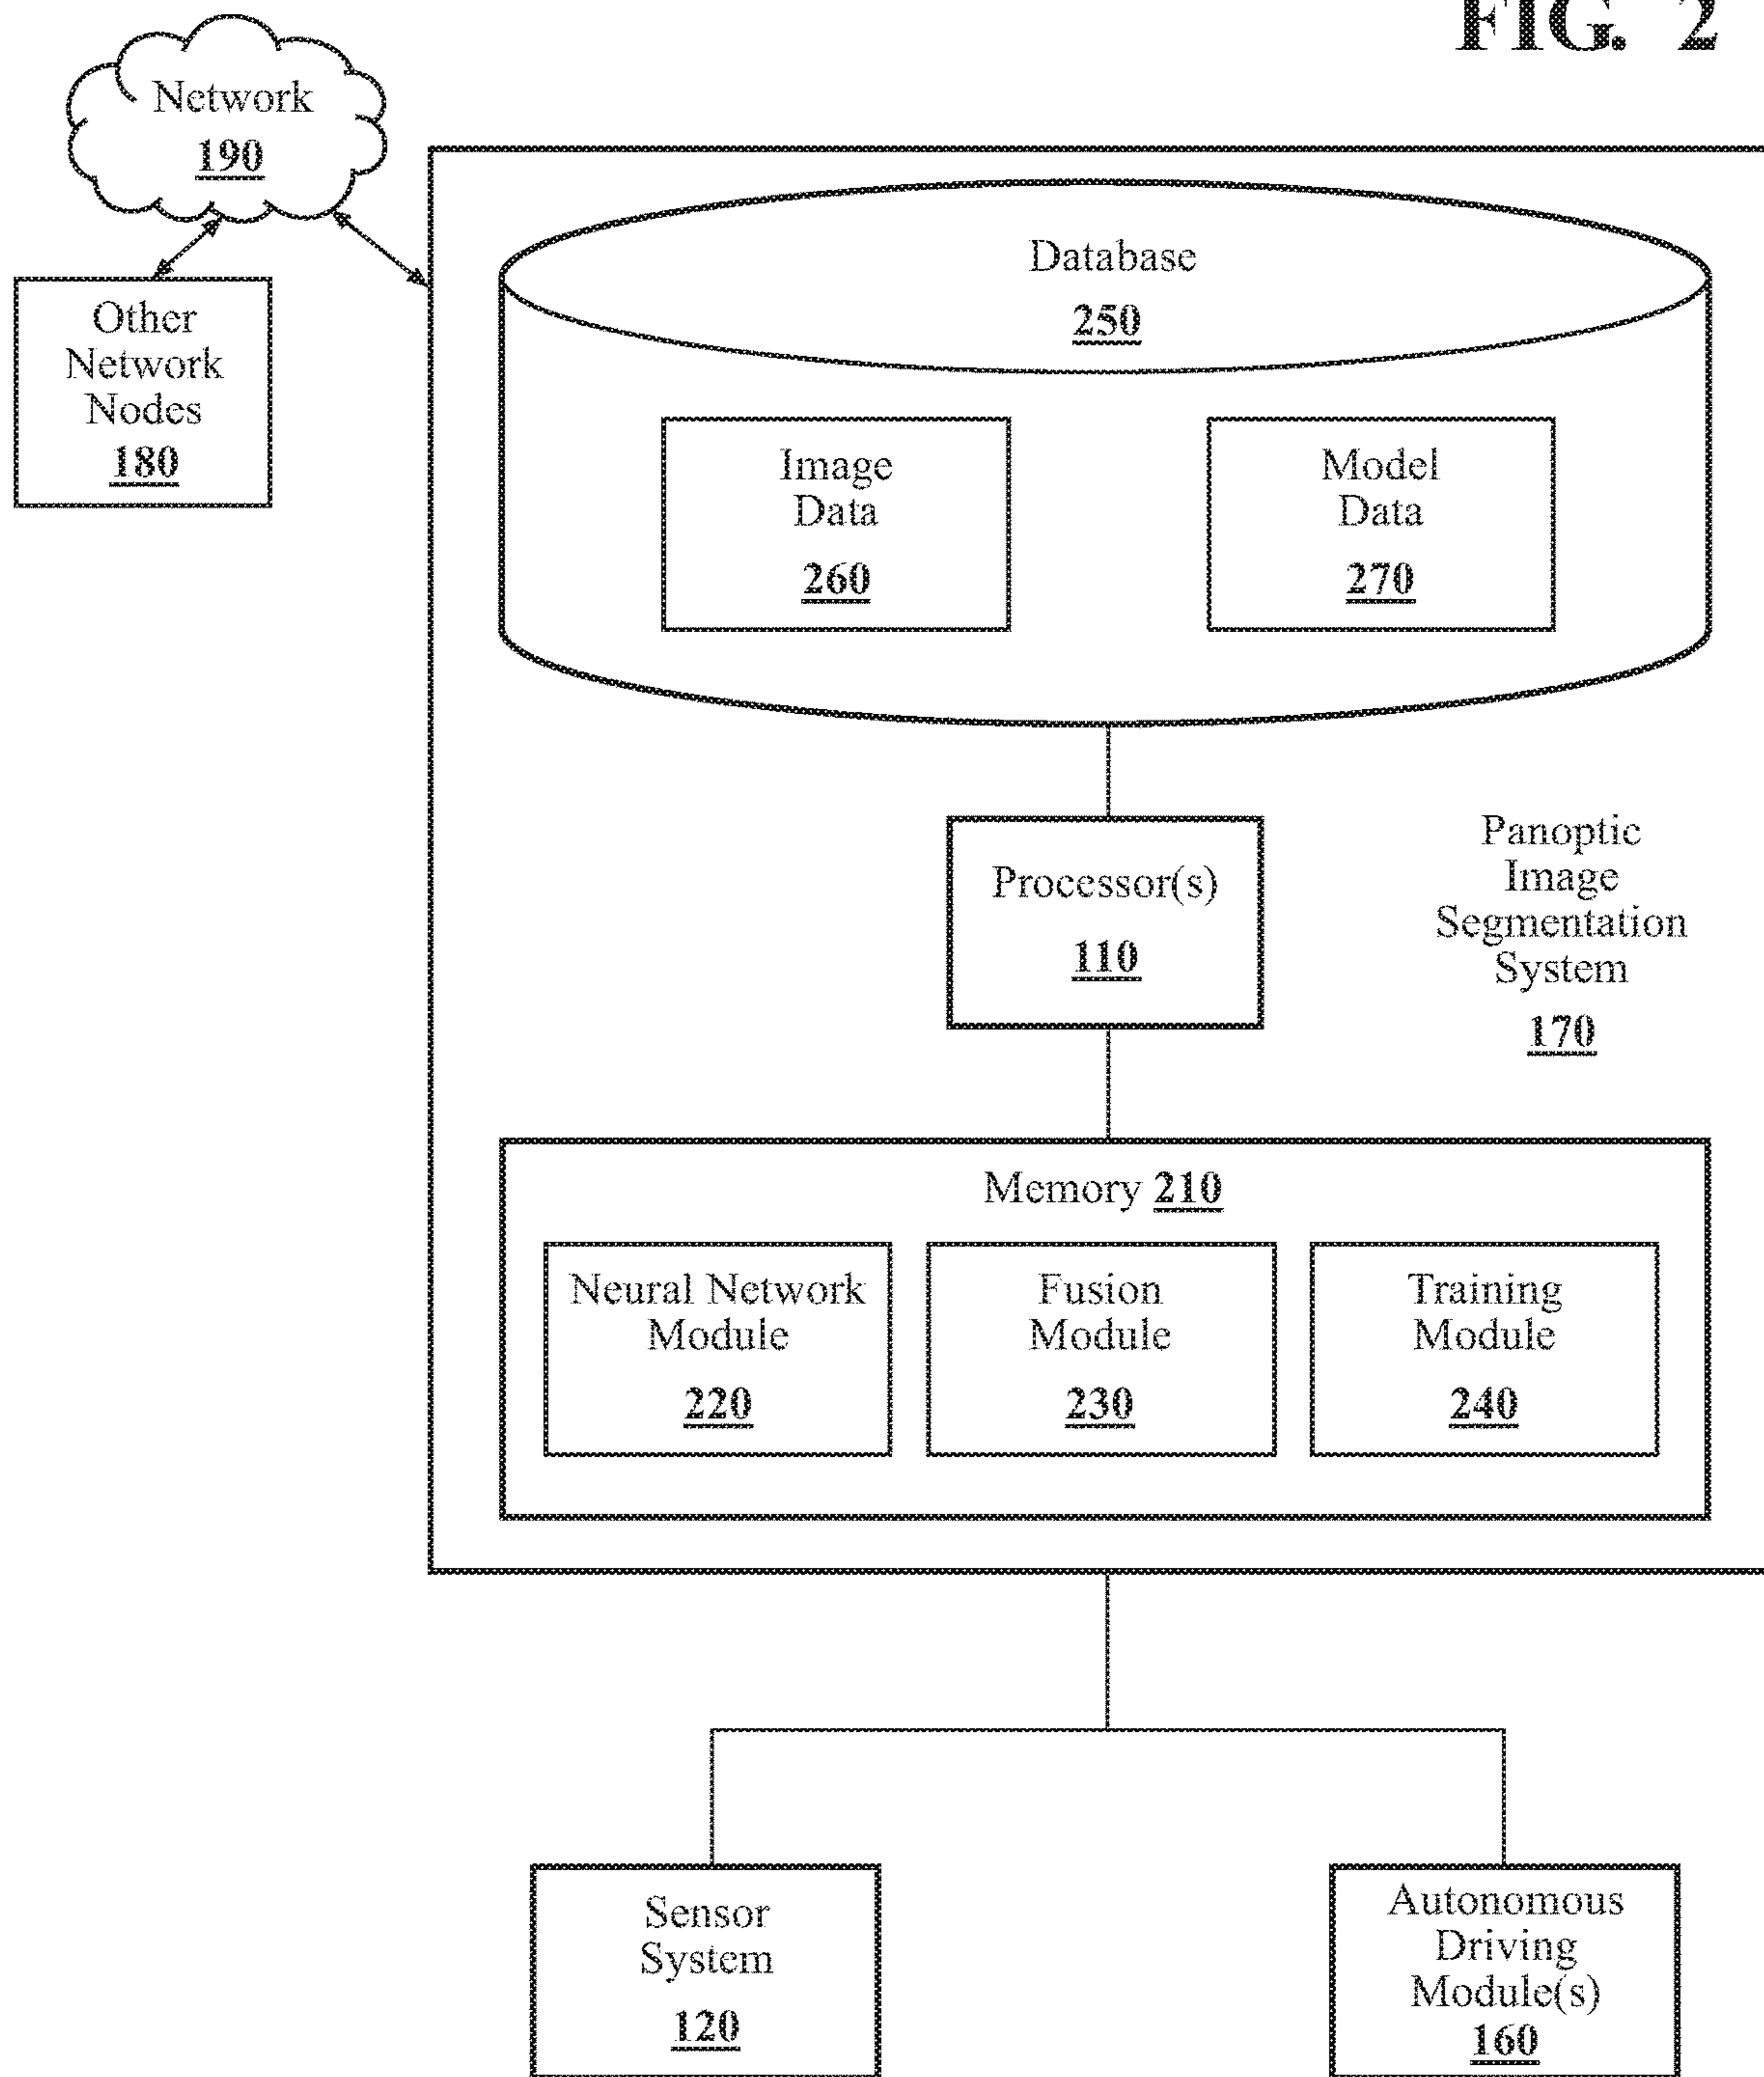 FIG. 2
Network
190
Other
Network
Nodes
180
Database
250
Image
Data
260
Model
Data
270
Processor(s)
110
Panoptic
Image
Segmentation
System
170
Memory 210
Neural Network
Module
220
Fusion
Module
230
Training
Module
240
Sensor
System
120
Autonomous
Driving
Module(s)
160